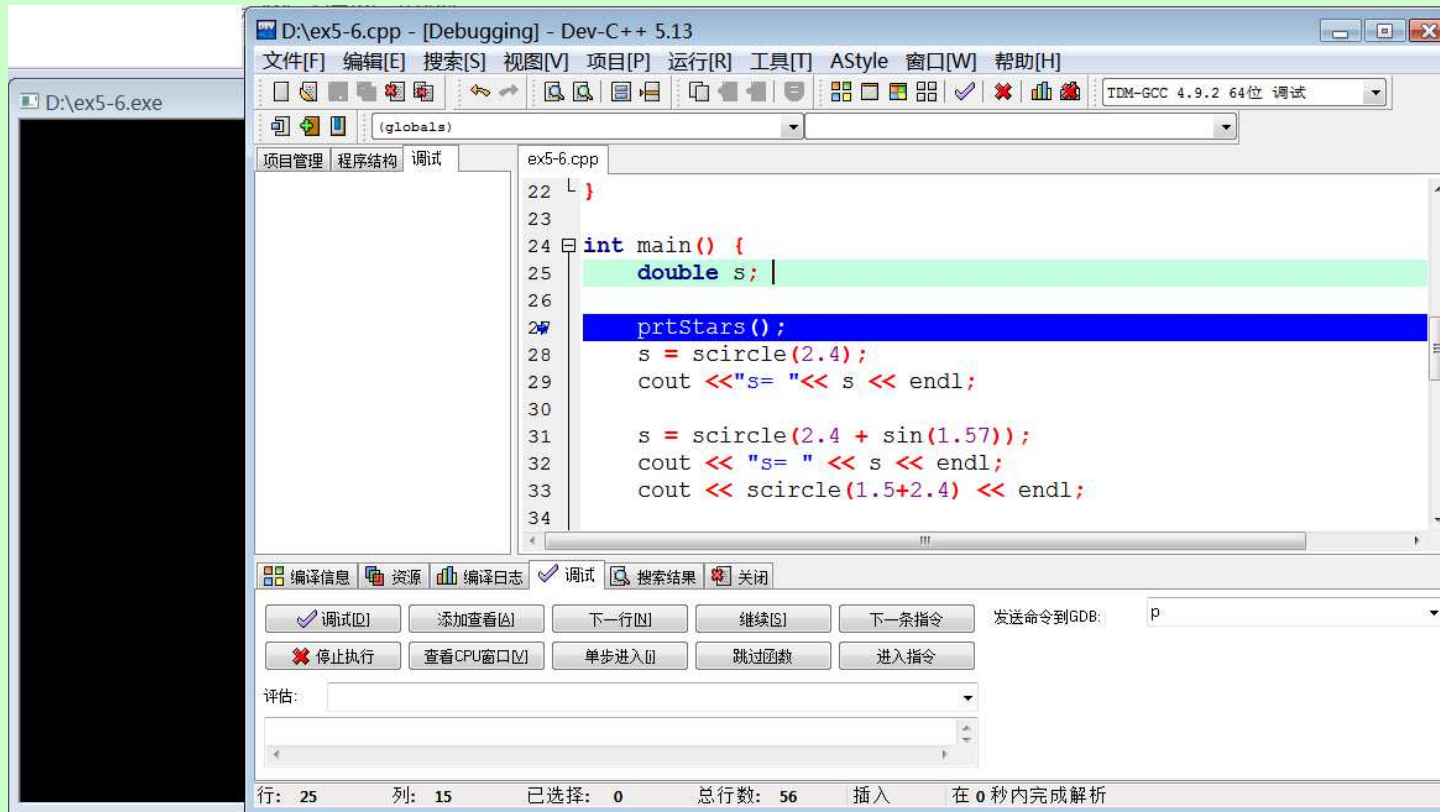 D:\ex5-6.exe
D:\ex5-6.cpp - [Debugging] - Dev-C++ 5.13
文件[F] 编辑[E] 搜索[S] 视图[V] 项目[P] 运行[R] 工具[T] AStyle 窗口[W] 帮助[H]
TDM-GCC 4.9.2 64位 调试
(globals)
项目管理 程序结构 调试 ex5-6.cpp
22 }
23
24 int main() {
25 double s;
26
27 prtStars();
28 s = scircle(2.4);
29 cout <<"s= "<< s << endl;
30
31 s = scircle(2.4 + sin(1.57));
32 cout << "s= " << s << endl;
33 cout << scircle(1.5+2.4) << endl;
34
编译信息 资源 编译日志 调试 搜索结果 关闭
调试[D] 添加查看[A] 下一行[N] 继续[S] 下一条指令 发送命令到GDB: p
停止执行 查看CPU窗口[V] 单步进入[i] 跳过函数 进入指令
评估:
行: 25 列: 15 已选择: 0 总行数: 56 插入 在 0 秒内完成解析